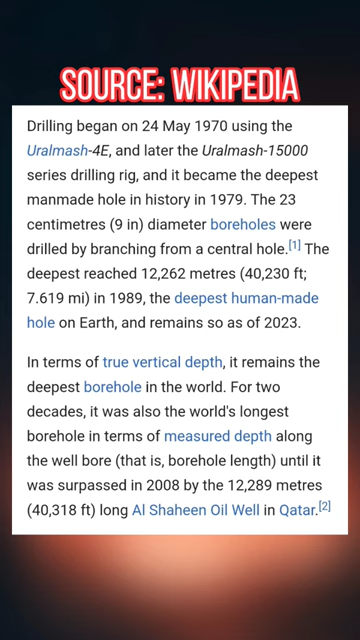 SOURCE: WIKIPEDIA
Drilling began on 24 May 1970 using the
Uralmash-4E, and later the Uralmash-15000
series drilling rig, and it became the deepest
manmade hole in history in 1979. The 23
centimetres (9 in) diameter boreholes were
drilled by branching from a central hole.[1] The
deepest reached 12,262 metres (40,230 ft;
7.619 mi) in 1989, the deepest human-made
hole on Earth, and remains so as of 2023.
In terms of true vertical depth, it remains the
deepest borehole in the world. For two
decades, it was also the world's longest
borehole in terms of measured depth along
the well bore (that is, borehole length) until it
was surpassed in 2008 by the 12,289 metres
(40,318 ft) long Al Shaheen Oil Well in Qatar.[2]